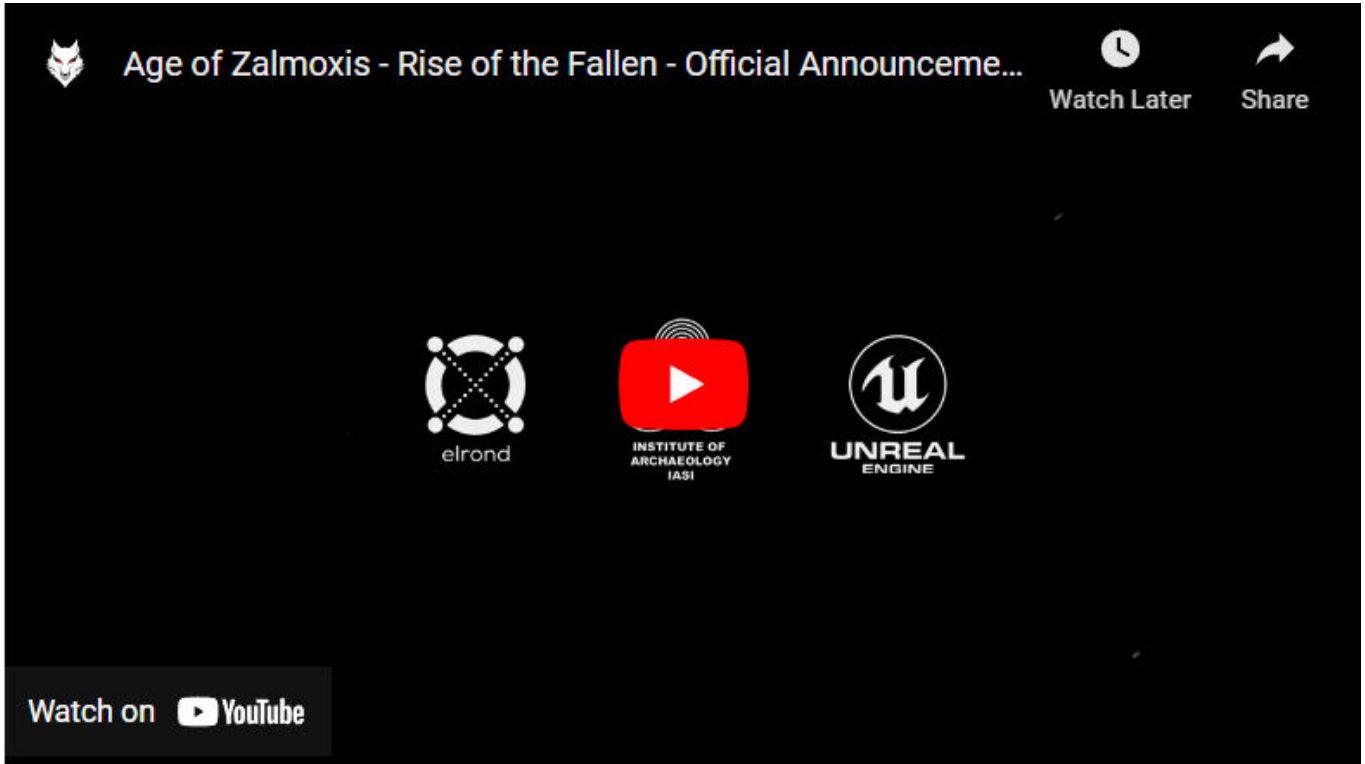 Age of Zalmoxis - Rise of the Fallen - Official Announceme...
Watch Later
Share
elrond
INSTITUTE OF
ARCHAEOLOGY
IASI
UNREAL
ENGINE
Watch on YouTube